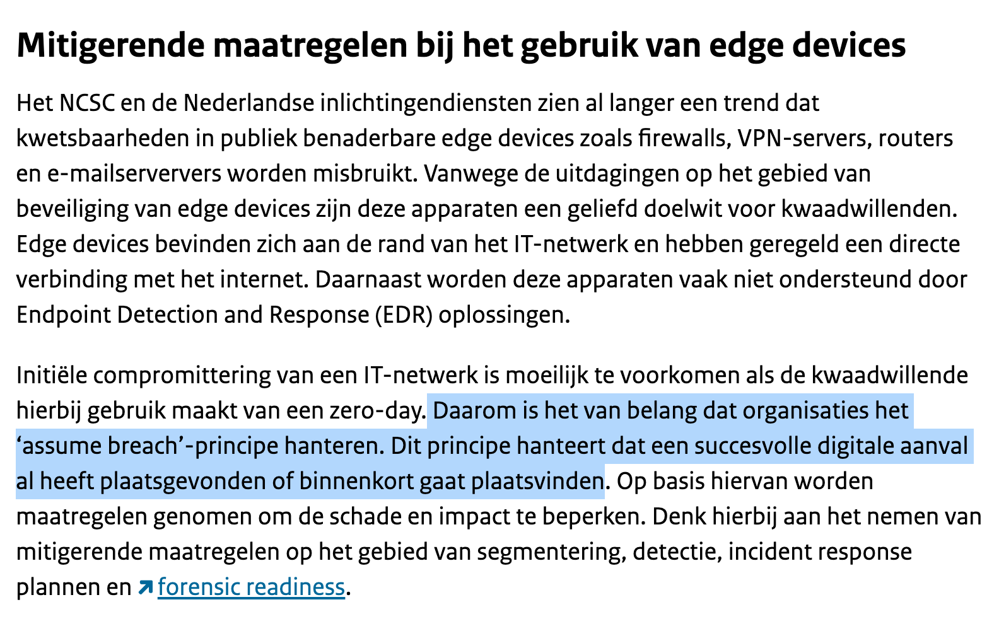 Mitigerende maatregelen bij het gebruik van edge devices
Het NCSC en de Nederlandse inlichtingendiensten zien al langer een trend dat
kwetsbaarheden in publiek benaderbare edge devices zoals firewalls, VPN-servers, routers
en e-mailserververs worden misbruikt. Vanwege de uitdagingen op het gebied van
beveiliging van edge devices zijn deze apparaten een geliefd doelwit voor kwaadwillenden.
Edge devices bevinden zich aan de rand van het IT-netwerk en hebben geregeld een directe
verbinding met het internet. Daarnaast worden deze apparaten vaak niet ondersteund door
Endpoint Detection and Response (EDR) oplossingen.
Initiële compromittering van een IT-netwerk is moeilijk te voorkomen als de kwaadwillende
hierbij gebruik maakt van een zero-day. Daarom is het van belang dat organisaties het
‘assume breach’-principe hanteren. Dit principe hanteert dat een succesvolle digitale aanval
al heeft plaatsgevonden of binnenkort gaat plaatsvinden. Op basis hiervan worden
maatregelen genomen om de schade en impact te beperken. Denk hierbij aan het nemen van
mitigerende maatregelen op het gebied van segmentering, detectie, incident response
plannen en forensic readiness.